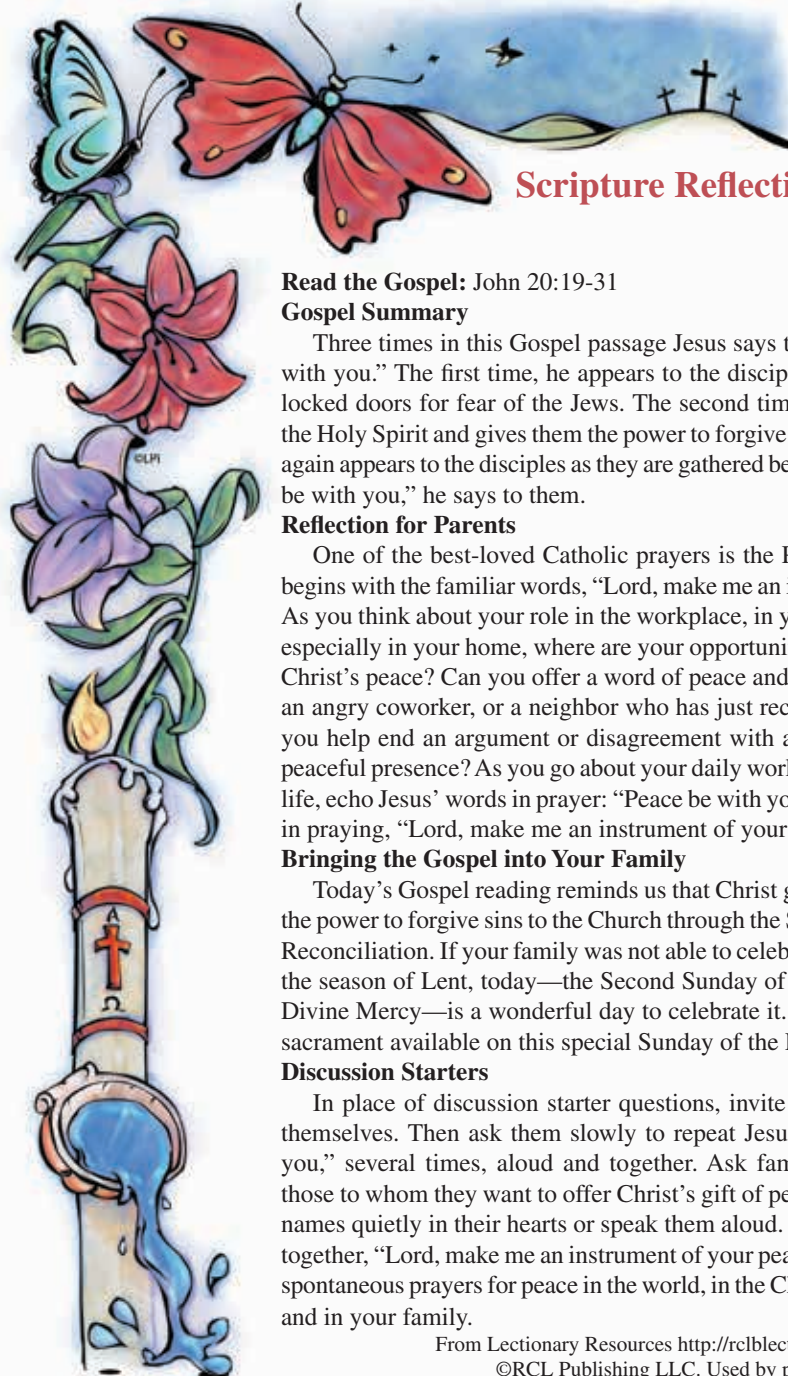 Scripture Reflecti
Read the Gospel: John 20:19-31
Gospel Summary
Three times in this Gospel passage Jesus says t
with you.” The first time, he appears to the discip
locked doors for fear of the Jews. The second tim
the Holy Spirit and gives them the power to forgive
again appears to the disciples as they are gathered be
be with you,” he says to them.
©LPi
Reflection for Parents
One of the best-loved Catholic prayers is the P
begins with the familiar words, “Lord, make me an i
As you think about your role in the workplace, in y
especially in your home, where are your opportuni
Christ’s peace? Can you offer a word of peace and
an angry coworker, or a neighbor who has just rec
you help end an argument or disagreement with a
peaceful presence? As you go about your daily work
life, echo Jesus’ words in prayer: “Peace be with yo
in praying, “Lord, make me an instrument of your
Bringing the Gospel into Your Family
Today’s Gospel reading reminds us that Christ g
the power to forgive sins to the Church through the S
Reconciliation. If your family was not able to celeb
the season of Lent, today—the Second Sunday of
Divine Mercy—is a wonderful day to celebrate it.
sacrament available on this special Sunday of the
Discussion Starters
In place of discussion starter questions, invite
themselves. Then ask them slowly to repeat Jesu
you,” several times, aloud and together. Ask fam
those to whom they want to offer Christ’s gift of pe
names quietly in their hearts or speak them aloud.
together, “Lord, make me an instrument of your pea
spontaneous prayers for peace in the world, in the C
and in your family.
From Lectionary Resources http://rclblect
©RCL Publishing LLC. Used by p
Α
Ω